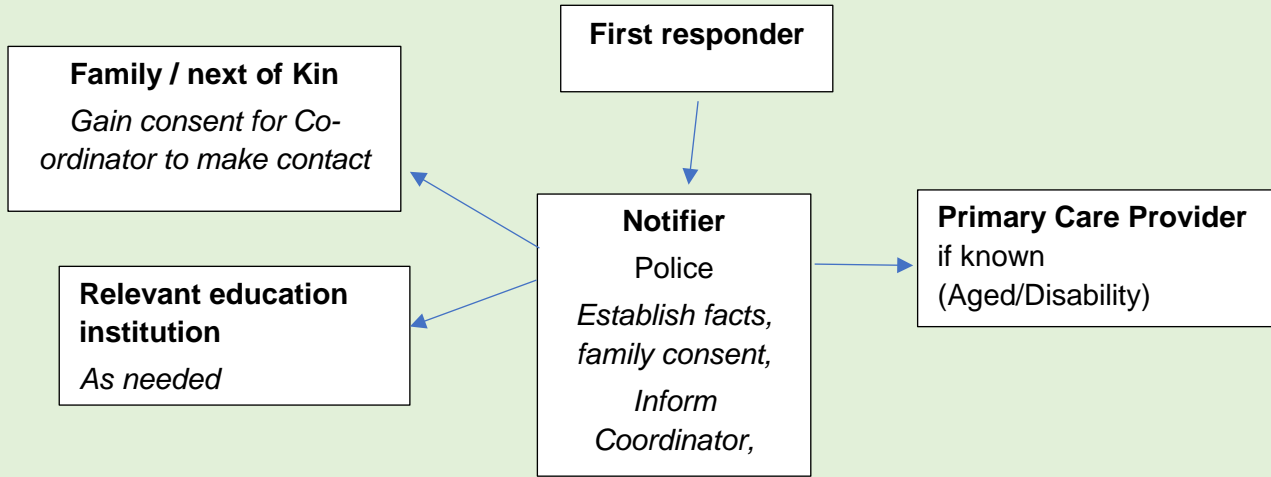 First responder
Family / next of Kin
Gain consent for Co-
ordinator to make contact
Notifier
Police
Establish facts,
family consent,
Inform
Coordinator,
Primary Care Provider
if known
(Aged/Disability)
Relevant education
institution
As needed